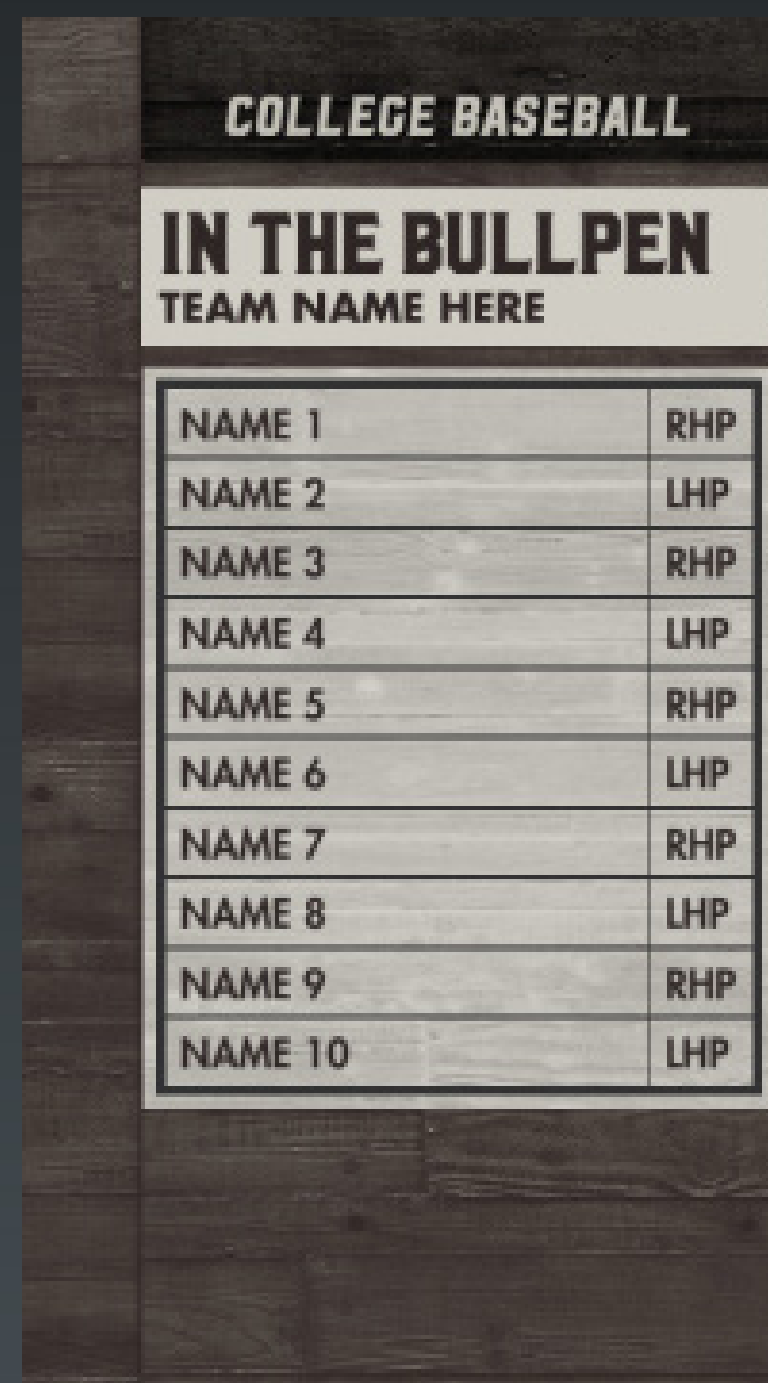 COLLEGE BASEBALL
IN THE BULLPEN
TEAM NAME HERE
NAME 1 RHP
NAME 2 LHP
NAME 3 RHP
NAME 4 LHP
NAME 5 RHP
NAME 6 LHP
NAME 7 RHP
NAME 8 LHP
NAME 9 RHP
NAME 10 LHP